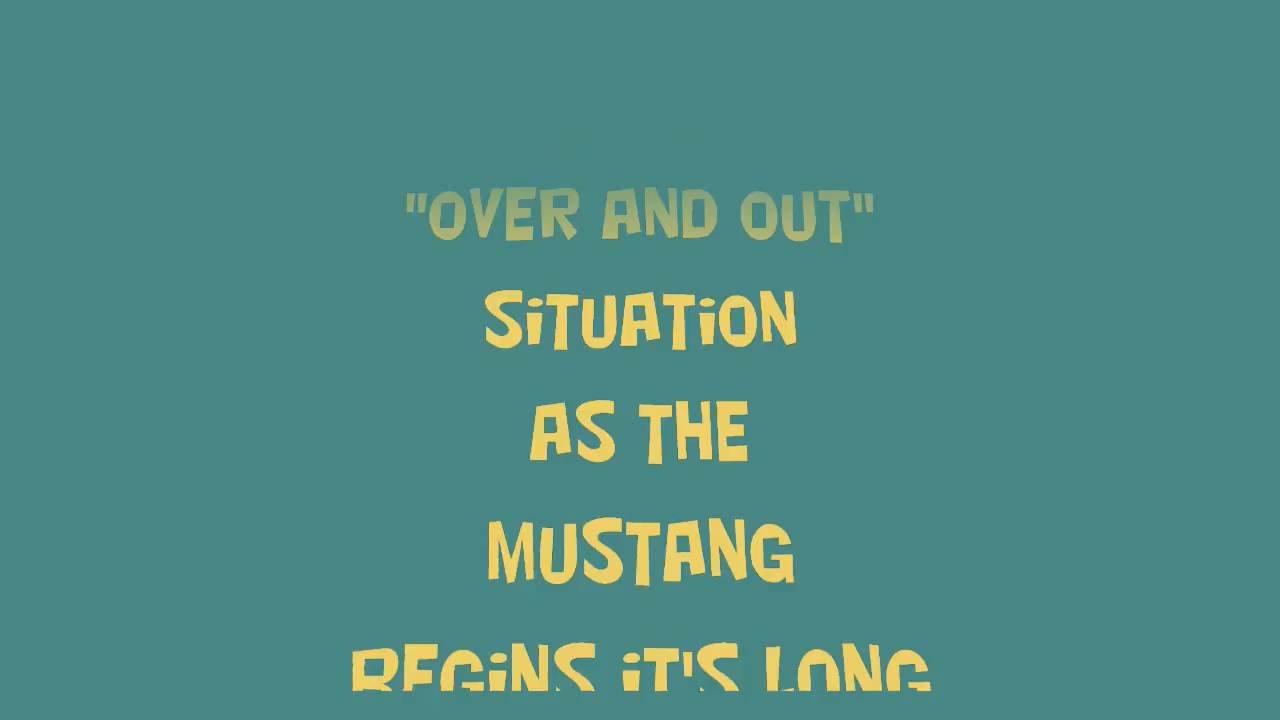 "OVER AND OUT"
SiTUATiON
AS THE
MUSTANG
BEGiNS iT'S LONG